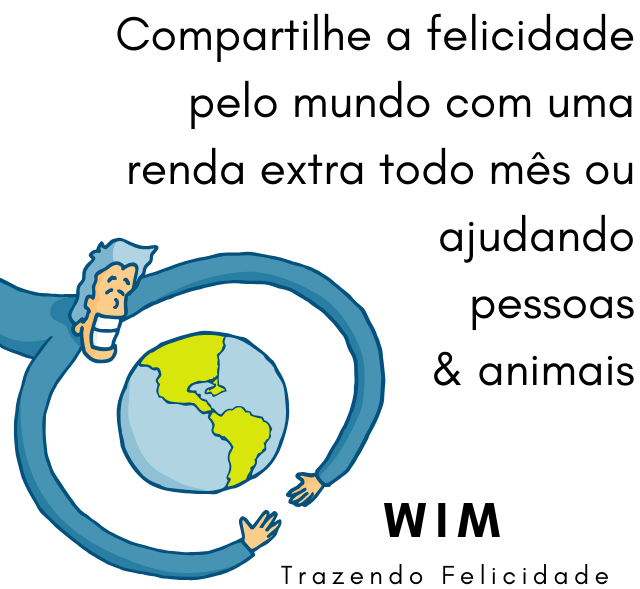 Compartilhe a felicidade
pelo mundo com uma
renda extra todo mês ou
ajudando
pessoas
& animais
WIM
Trazendo Felicidade